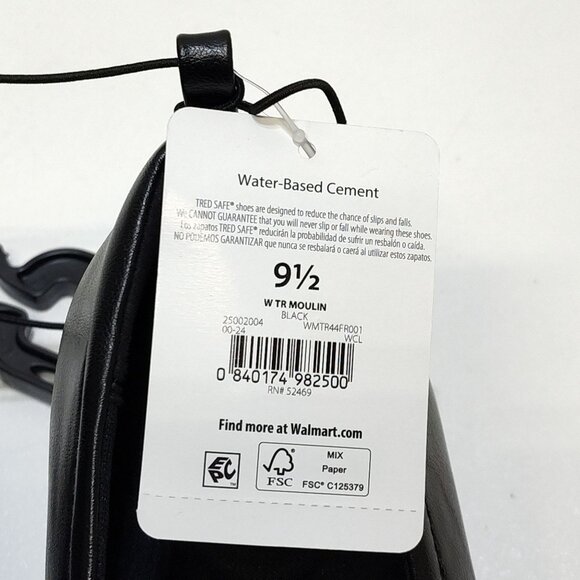 Water-Based Cement
TRED SAFE® shoes are designed to reduce the chance of slips and falls.
We CANNOT GUARANTEE that you will never slip or fall while wearing these shoes.
Los zapatos TRED SAFE® reducirán la probabilidad de sufrir un resbalón o caída.
NO PODEMOS GARANTIZAR que nunca se resbalará o caerá al utilizar estos zapatos.
9½
W TR MOULIN
BLACK
25002004 WMTR44FR001
00-24 WCL
0 840174 982500
RN# 52469
Find more at Walmart.com
EPC™
FSC
MIX
Paper
FSC® C125379